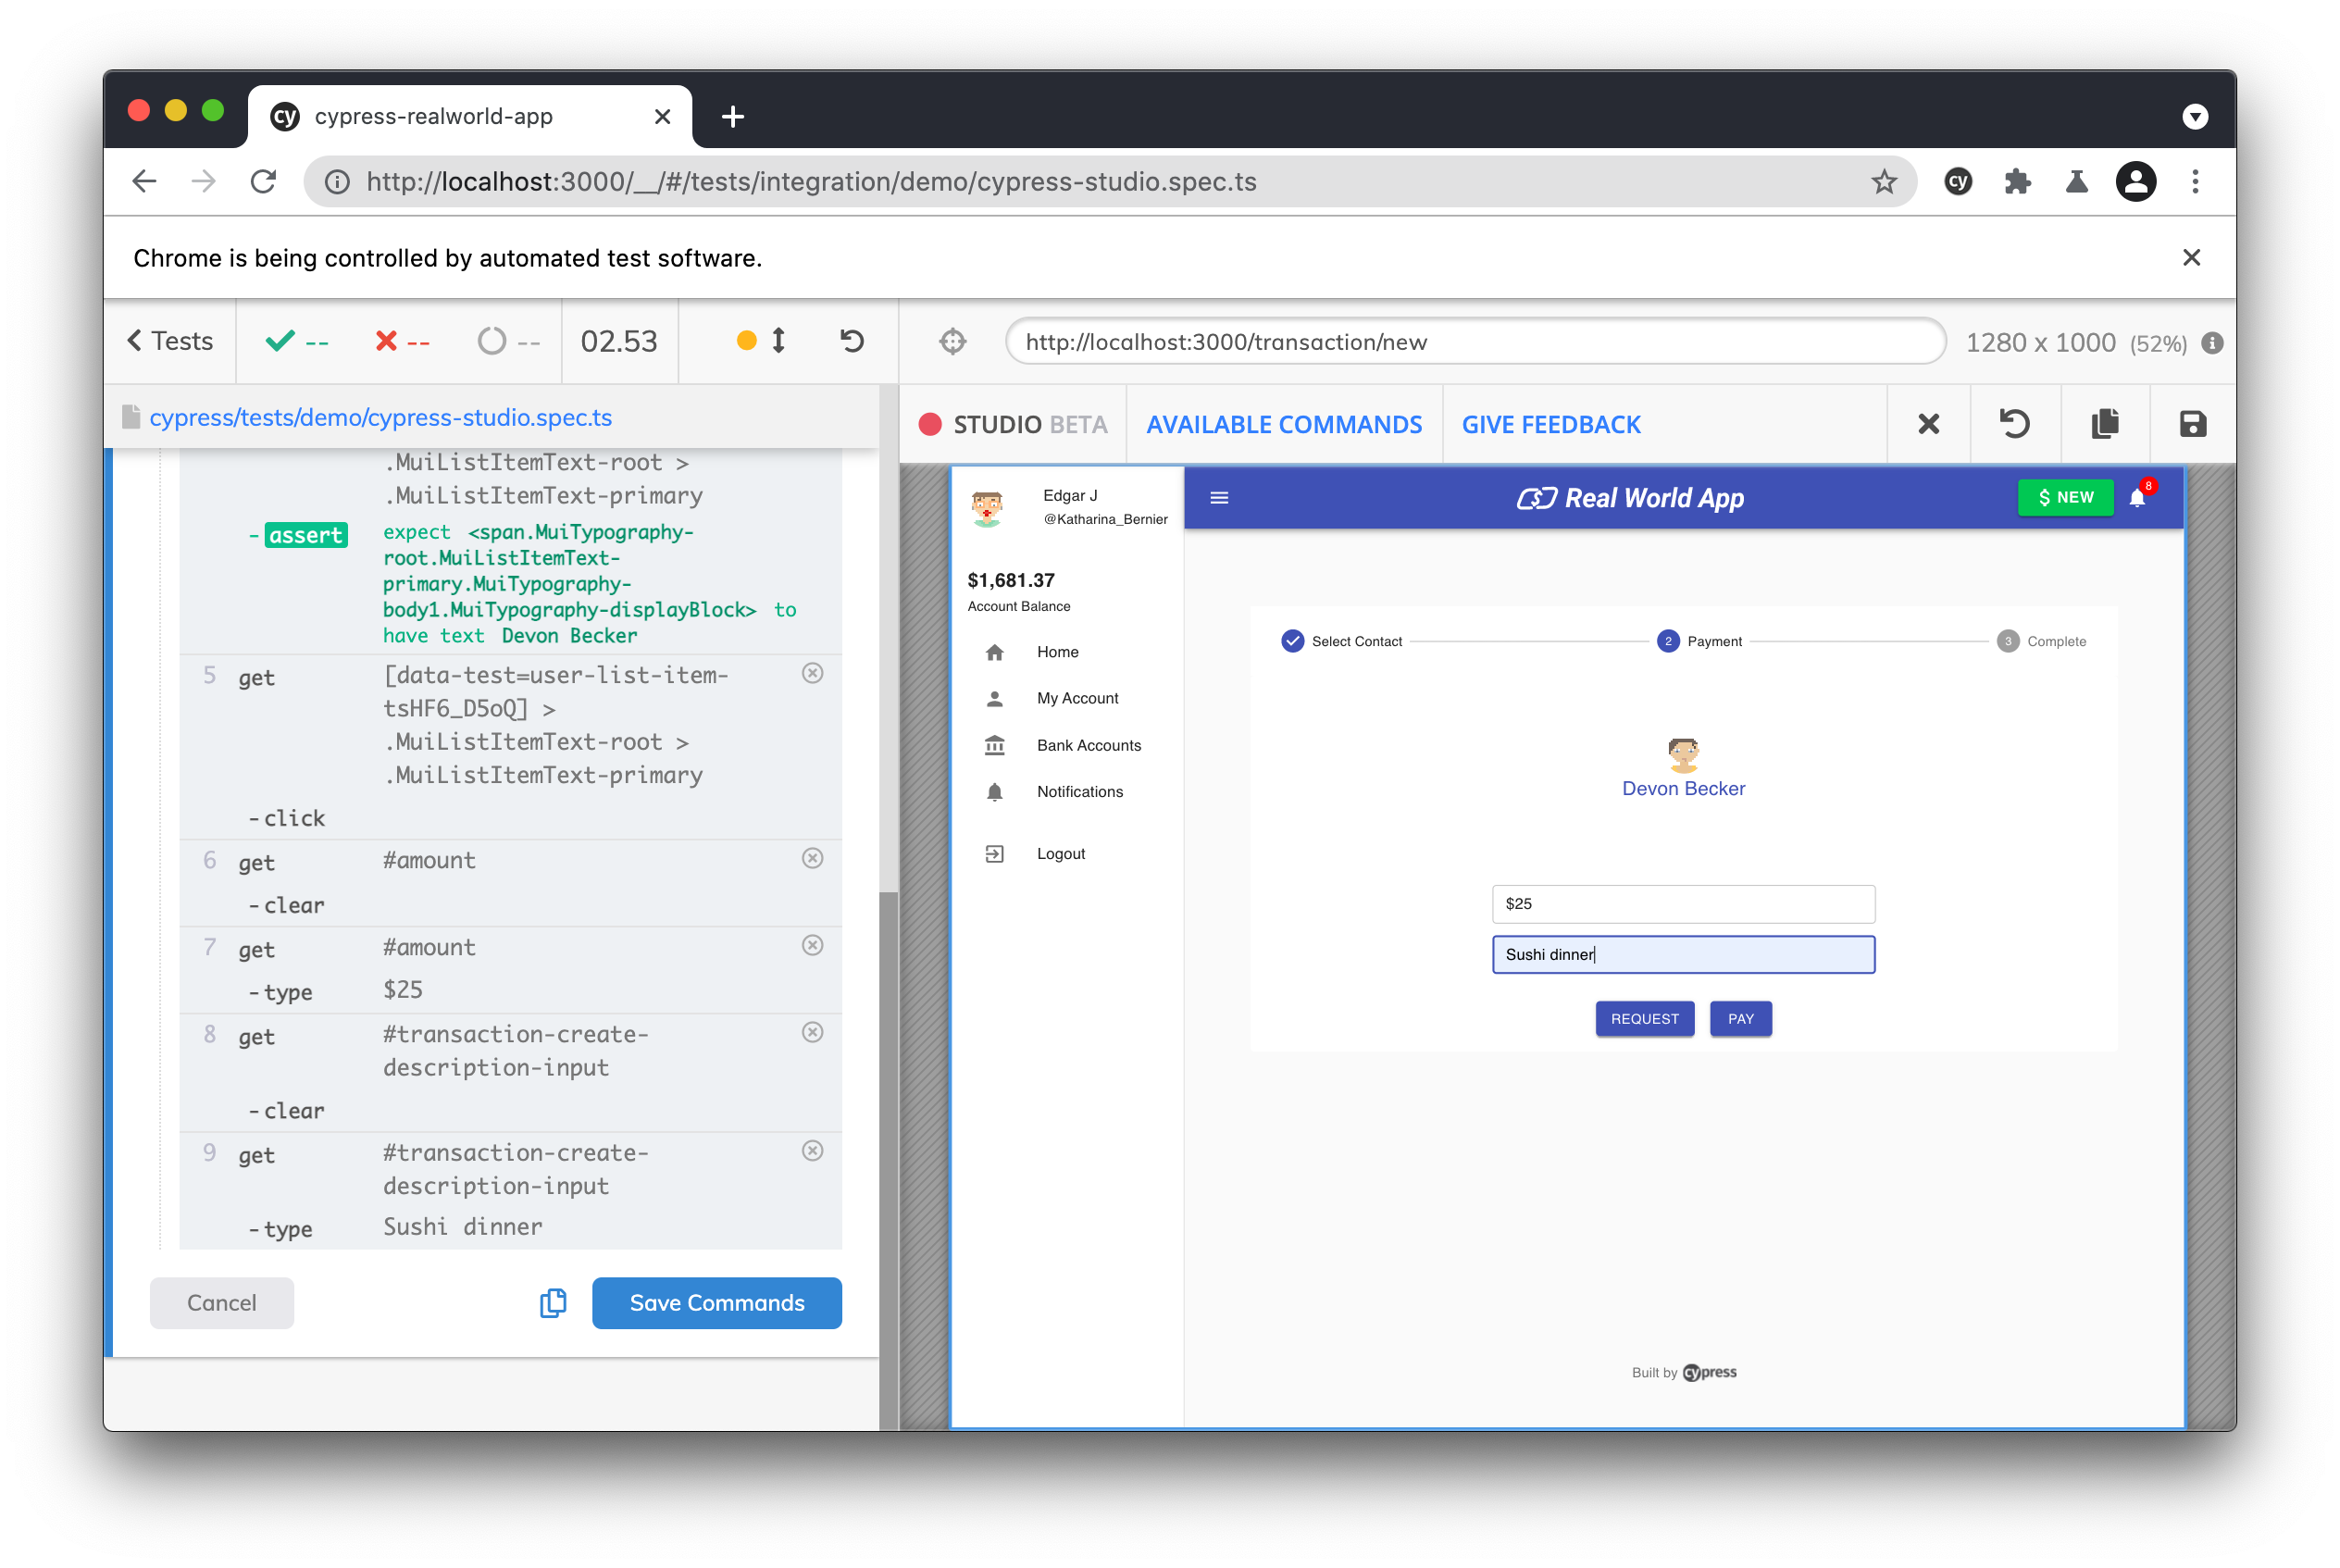 cypress-realworld-app
http://localhost:3000/__/#/tests/integration/demo/cypress-studio.spec.ts
Chrome is being controlled by automated test software.
Tests
--
--
--
02.53
http://localhost:3000/transaction/new
1280 x 1000 (52%)
cypress/tests/demo/cypress-studio.spec.ts
.MuiListItemText-root >
.MuiListItemText-primary
- assert
expect <span.MuiTypography-
root.MuiListItemText-
primary.MuiTypography-
body1.MuiTypography-displayBlock> to
have text Devon Becker
5 get [data-test=user-list-item-
tsHF6_D5oQ] >
.MuiListItemText-root >
.MuiListItemText-primary
- click
6 get #amount
- clear
7 get #amount
- type $25
8 get #transaction-create-
description-input
- clear
9 get #transaction-create-
description-input
- type Sushi dinner
Cancel
Save Commands
STUDIO BETA
AVAILABLE COMMANDS
GIVE FEEDBACK
Edgar J
@Katharina_Bernier
$1,681.37
Account Balance
Home
My Account
Bank Accounts
Notifications
Logout
Real World App
$ NEW
8
Select Contact
2 Payment
3 Complete
Devon Becker
$25
Sushi dinner
REQUEST
PAY
Built by cypress